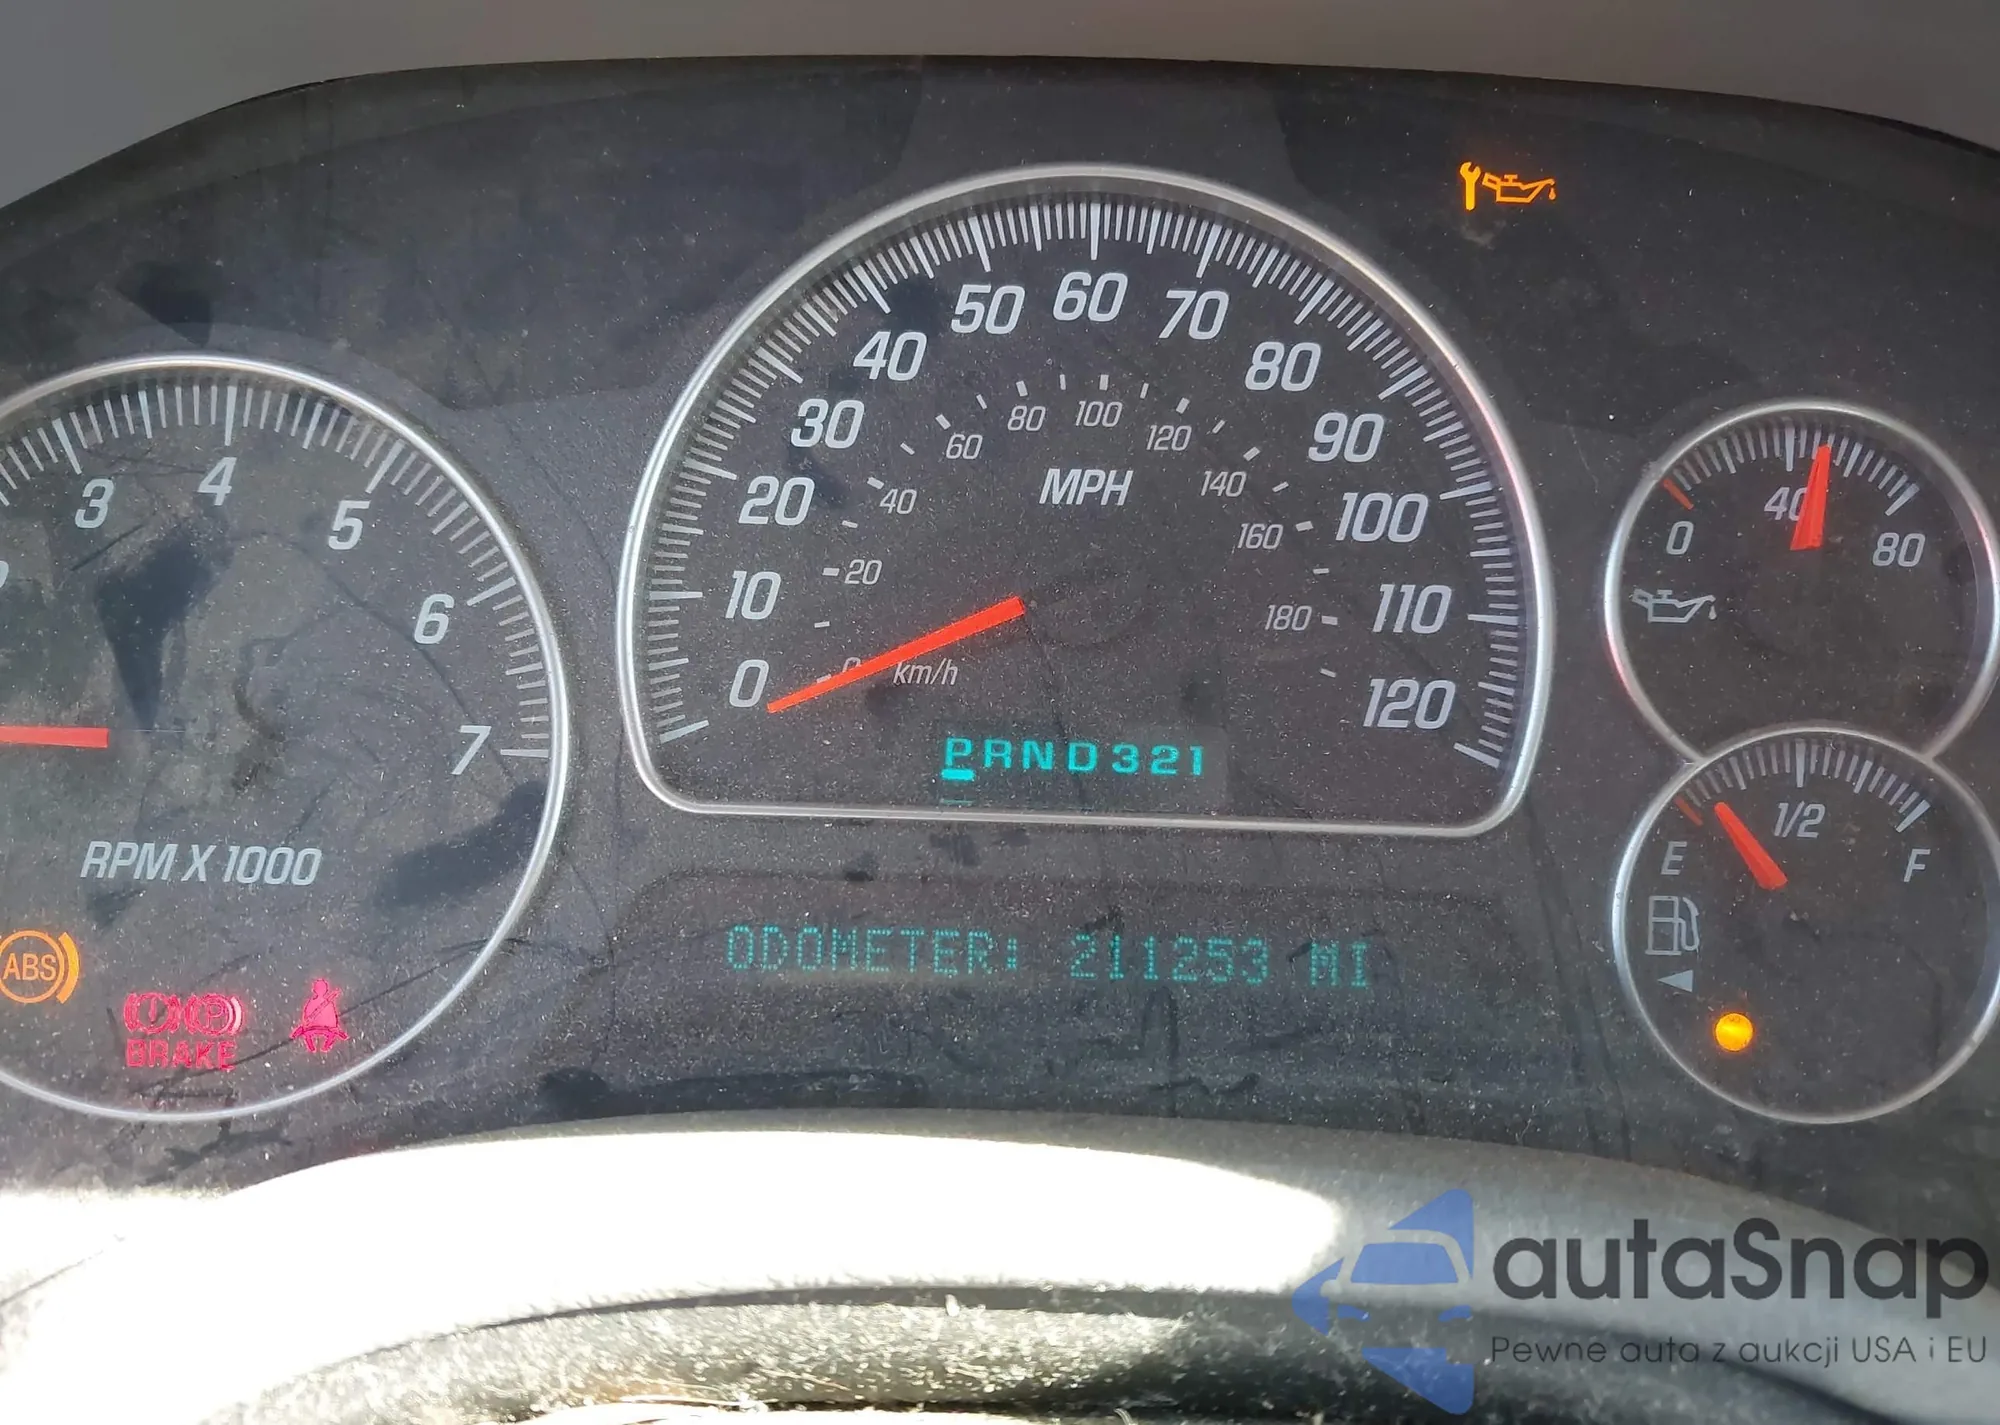 50 60 70
40 80
30 80 100 120 90
60
MPH
20 40 140 100
160
10 20 180 110
0 km/h 120
PRND321
3 4 5 6 7
RPM X 1000
ABS
P
BRAKE
ODOMETER: 211253 MI
0 40 80
E 1/2 F
autaSnap
Pewne auta z aukcji USA i EU